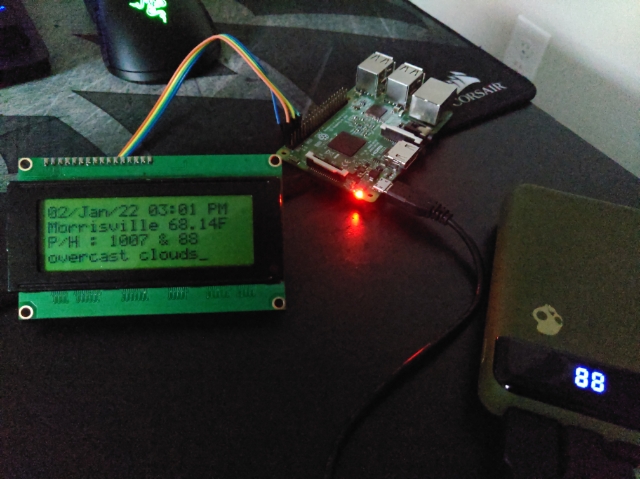 02/Jan/22 03:01 PM
Morrisville 68.14F
P/H : 1007 & 88
overcast clouds_
CORSAIR
88